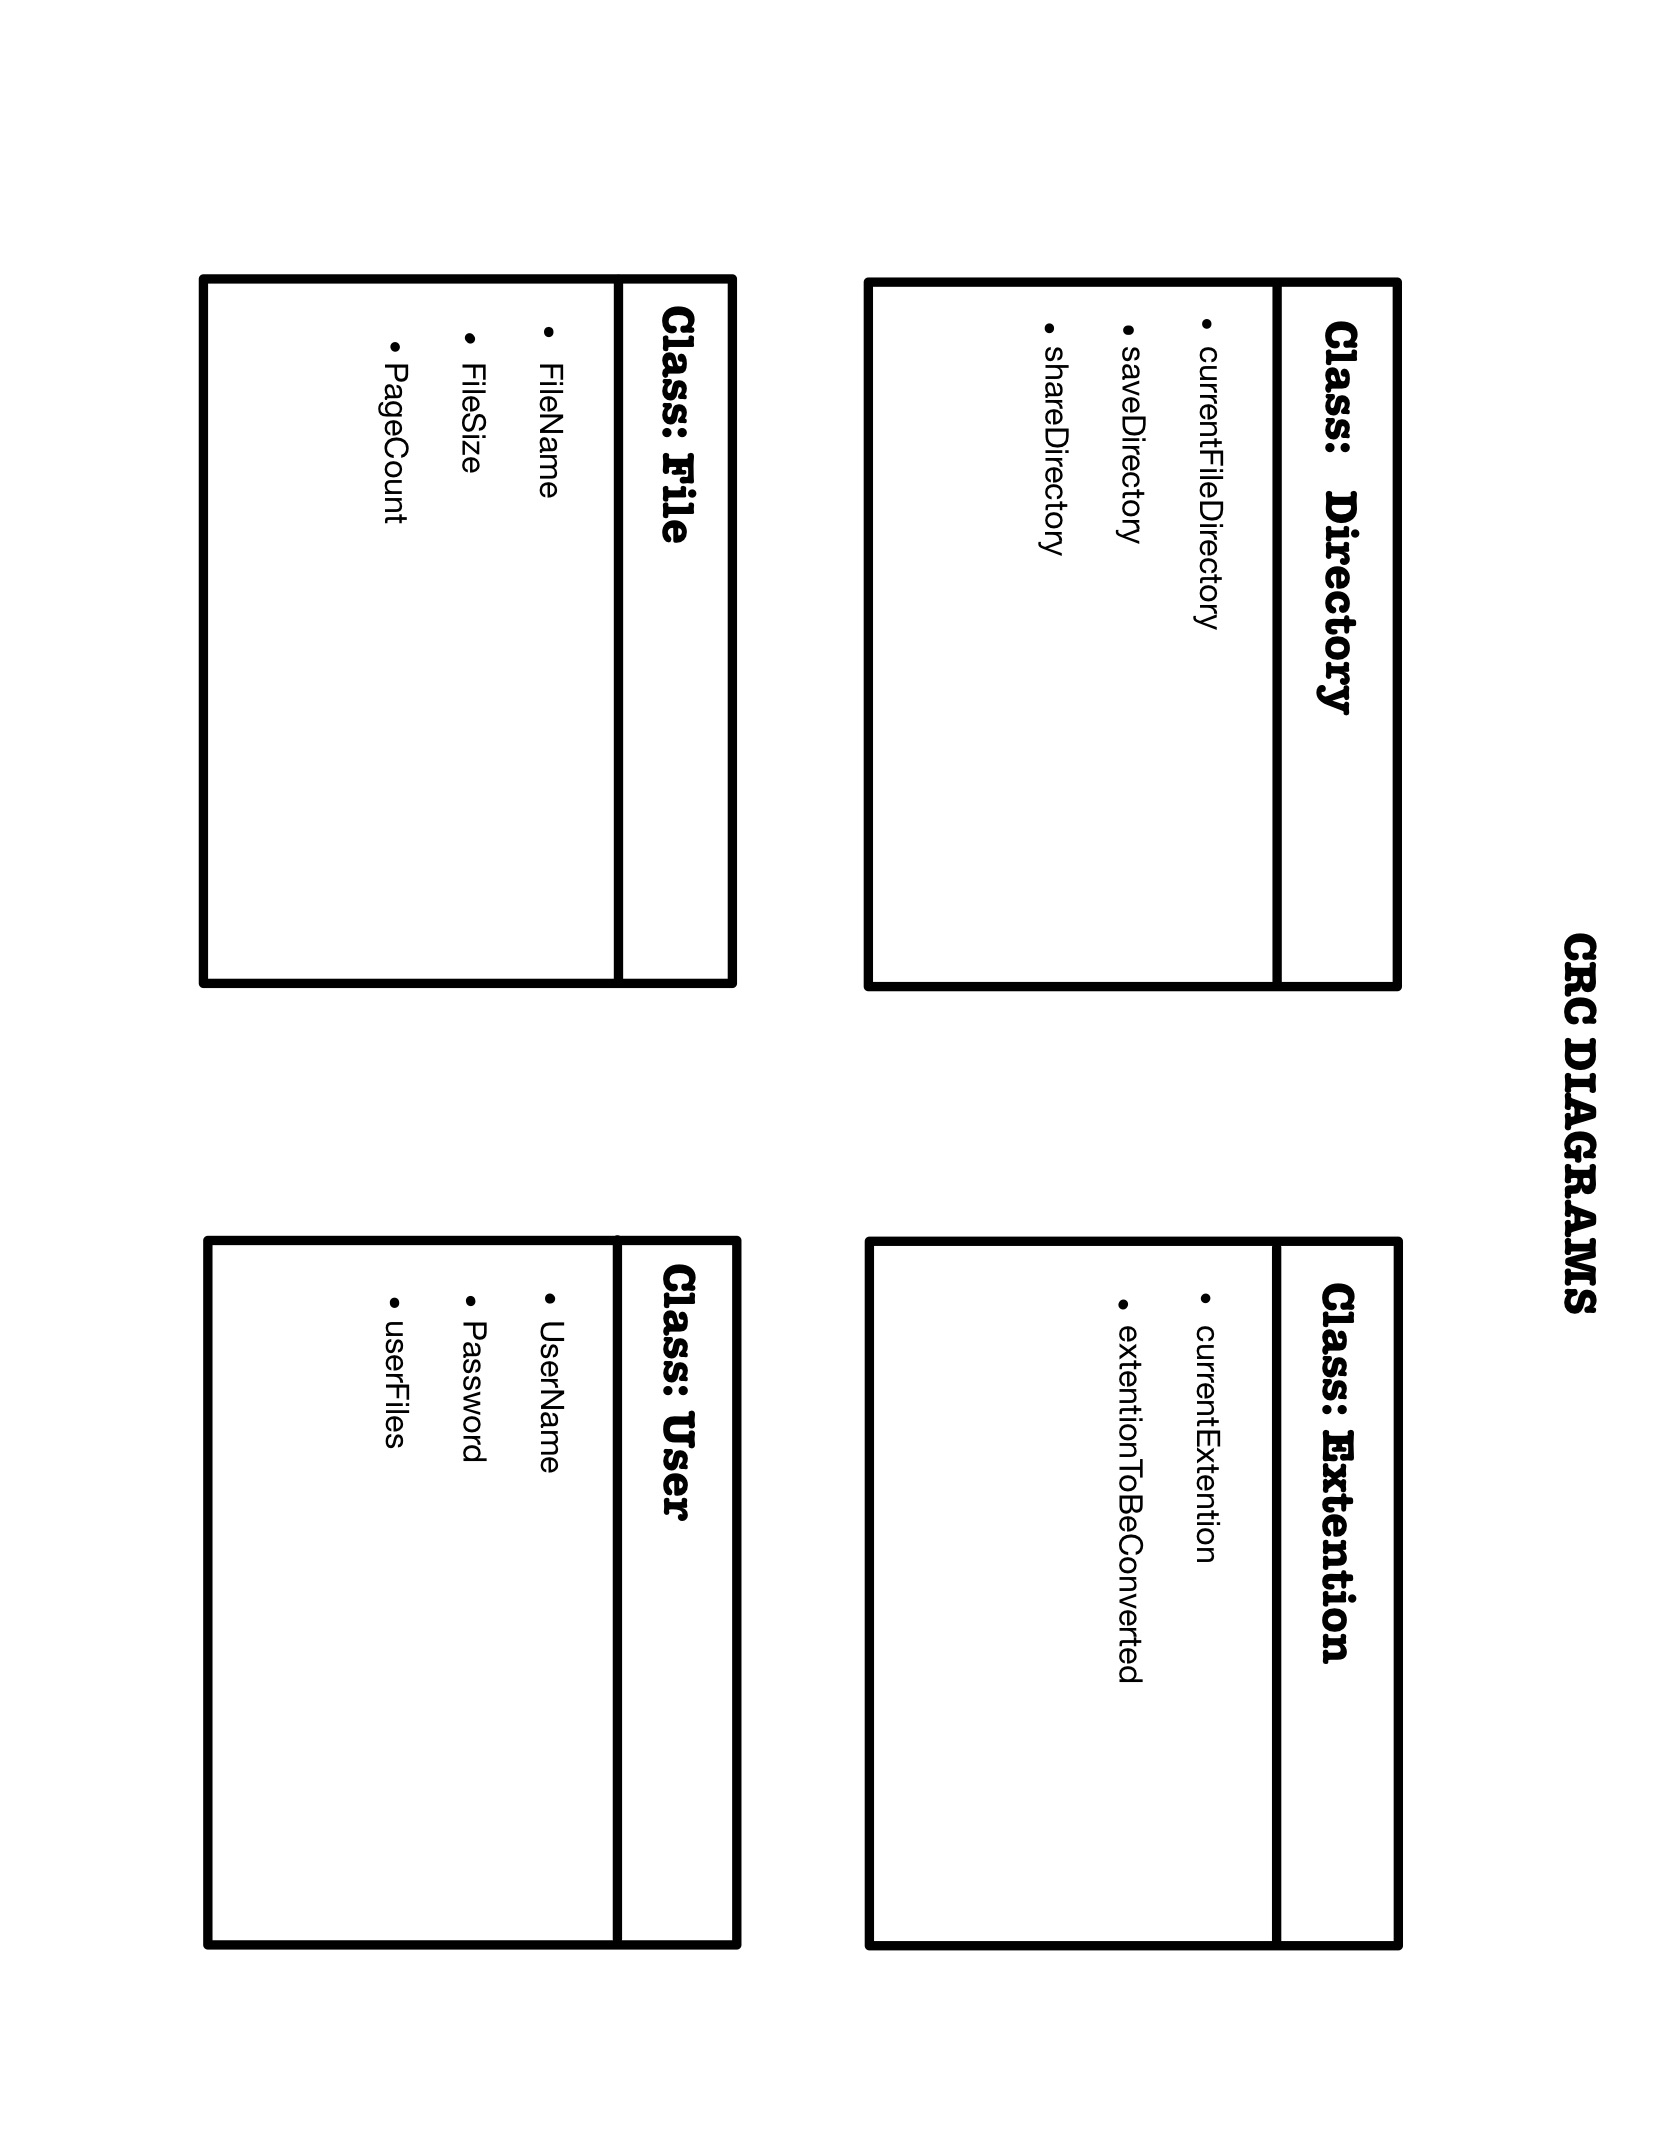 CRC DIAGRAMS
Class: Directory
• currentFileDirectory
• saveDirectory
• shareDirectory
Class: Extention
• currentExtention
• extentionToBeConverted
Class: File
• FileName
• FileSize
• PageCount
Class: User
• UserName
• Password
• userFiles